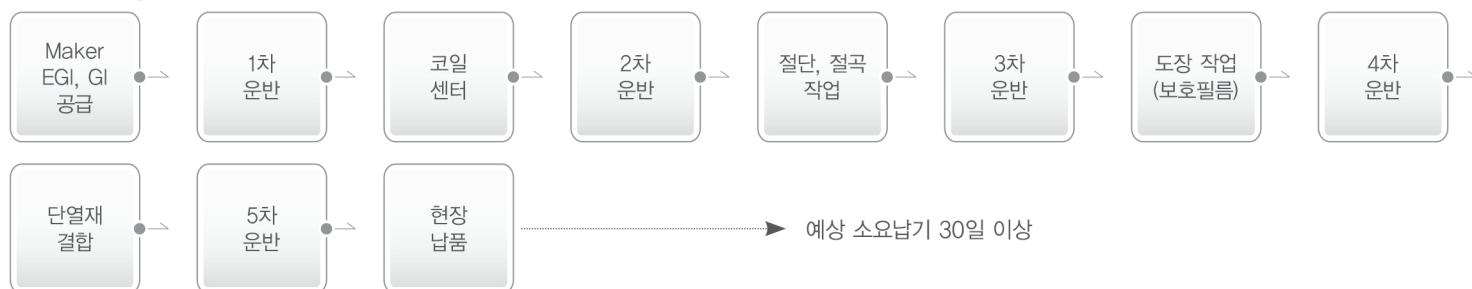 Maker
EGI, GI
공급
1차
운반
코일
센터
2차
운반
절단, 절곡
작업
3차
운반
도장 작업
(보호필름)
4차
운반
단열재
결합
5차
운반
현장
납품
예상 소요납기 30일 이상